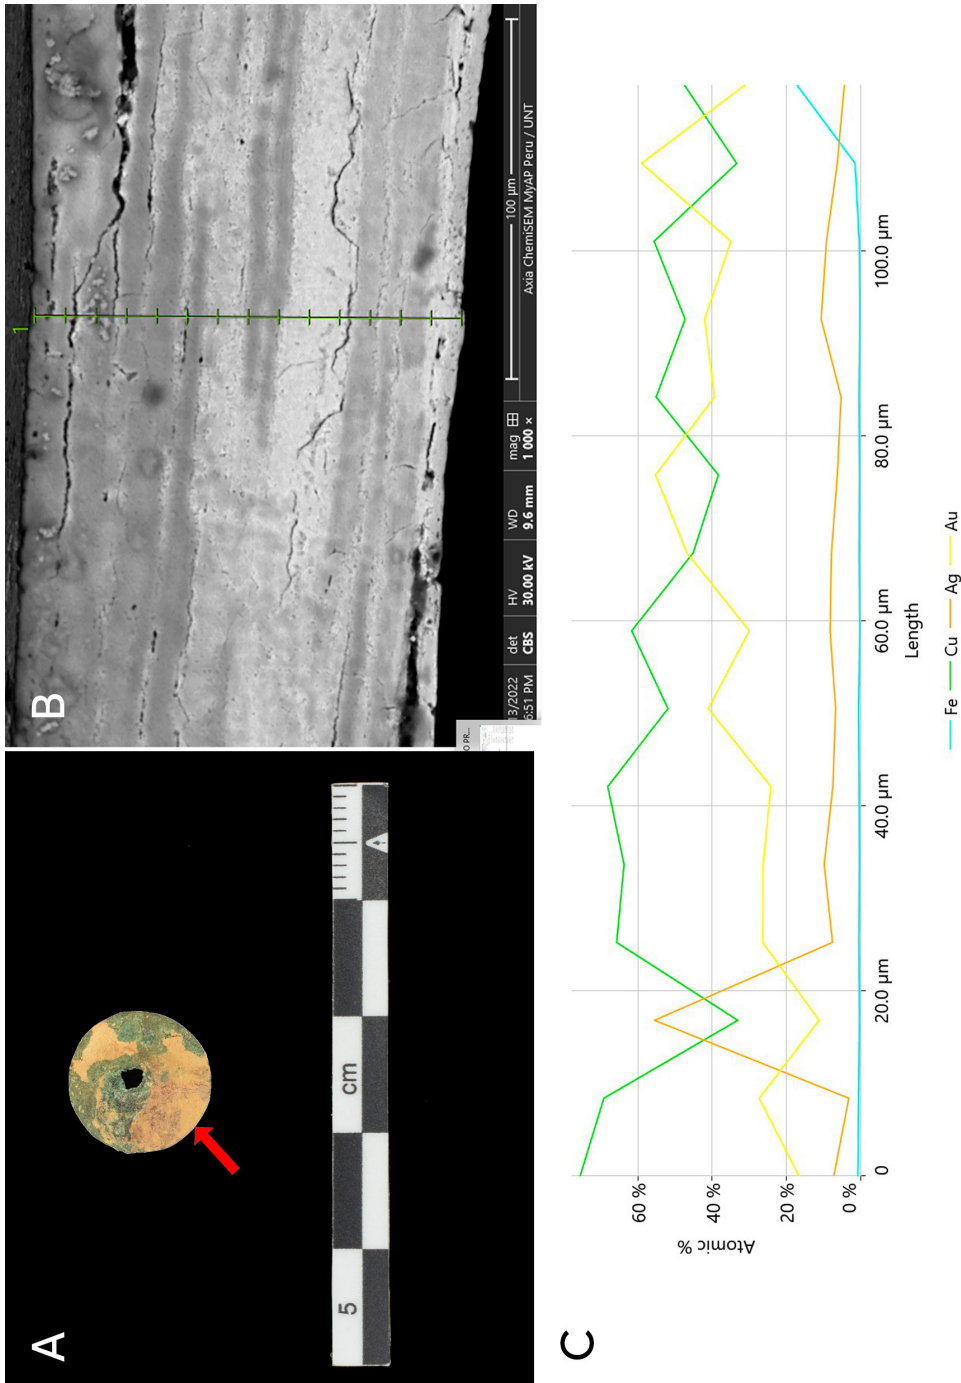 A
cm
5
B
1
100 µm
det
HV
WD
mag
CBS
30.00 kV
9.6 mm
1 000 ×
Axia ChemiSEM MyAP Peru / UNT
13/2022
6:51 PM
O PR...
C
Atomic %
60 %
40 %
20 %
0 %
0
20.0 µm
40.0 µm
60.0 µm
80.0 µm
100.0 µm
Length
Fe
Cu
Ag
Au